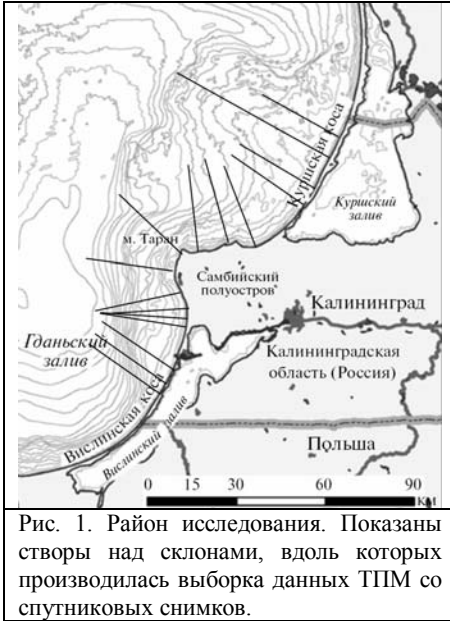 Куршская коса
Куршский
залив
м. Таран
Самбийский
полуостров
Калининград
Гданьский
залив
Калининградская
область (Россия)
Вислинская коса
Вислинский залив
Польша
0 15 30 60 90
км
Рис. 1. Район исследования. Показаны
створы над склонами, вдоль которых
производилась выборка данных ТПМ со
спутниковых снимков.